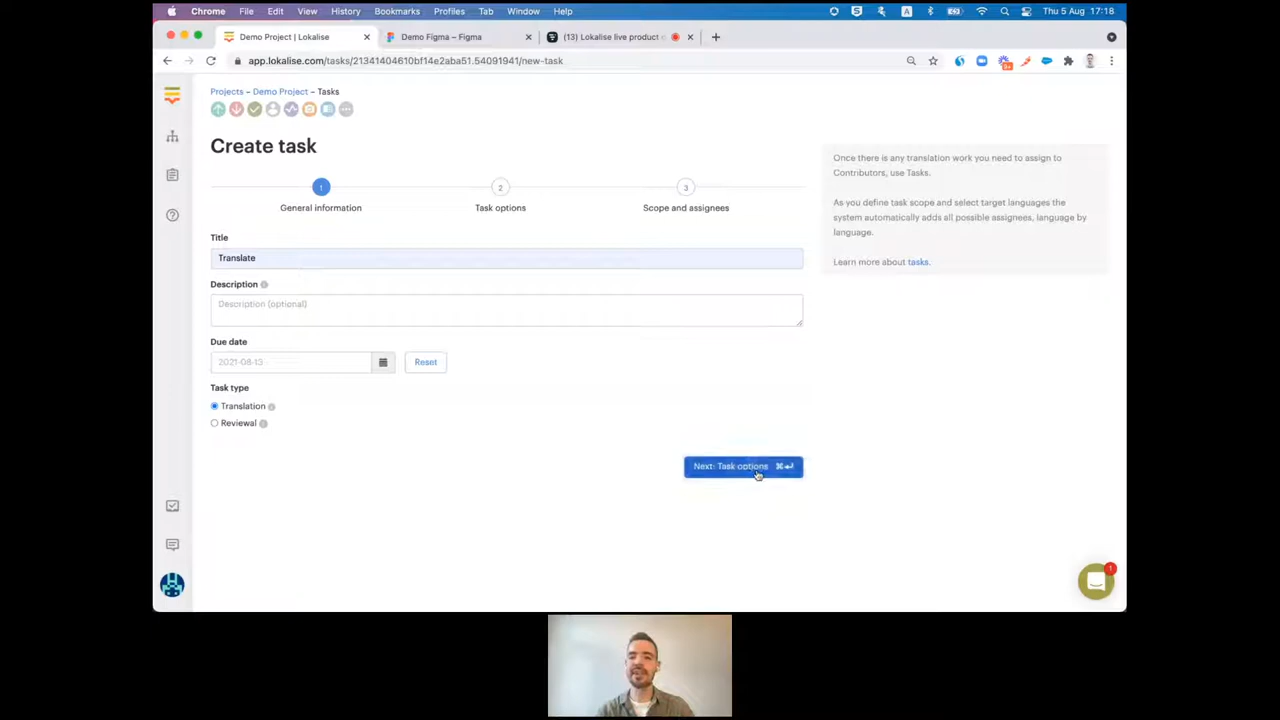 Chrome File Edit View History Bookmarks Profiles Tab Window Help
A
Thu 5 Aug 17:18
Demo Project | Lokalise
Demo Figma – Figma
(13) Lokalise live product
app.lokalise.com/tasks/21341404610bf14e2aba51.54091941/new-task
Projects – Demo Project – Tasks
Create task
1
2
3
General information
Task options
Scope and assignees
Once there is any translation work you need to assign to
Contributors, use Tasks.
As you define task scope and select target languages the
system automatically adds all possible assignees, language by
language.
Learn more about tasks.
Title
Translate
Description
Description (optional)
Due date
2021-08-13
Reset
Task type
Translation
Reviewal
Next: Task options ⌘↵
1